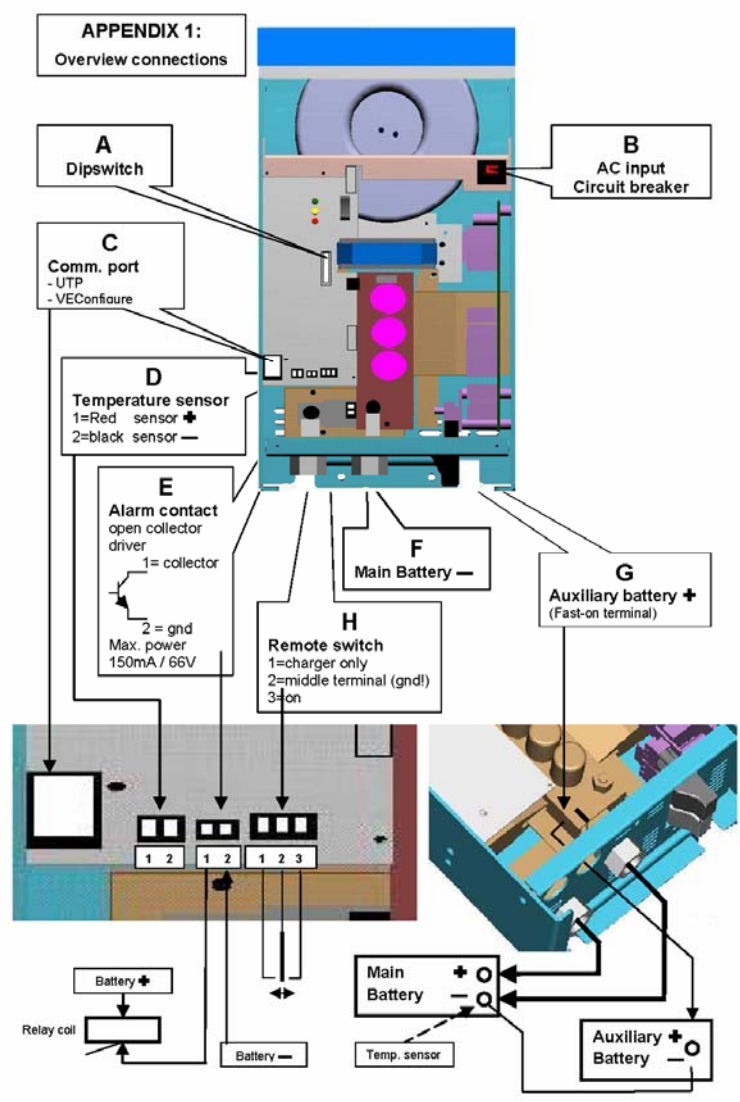 APPENDIX 1:
Overview connections
A
Dipswitch
B
AC input
Circuit breaker
C
Comm. port
- UTP
- VEConfigure
D
Temperature sensor
1=Red sensor +
2=black sensor −
E
Alarm contact
open collector
driver
1= collector
2 = gnd
Max. power
150mA / 66V
F
Main Battery −
G
Auxiliary battery +
(Fast-on terminal)
H
Remote switch
1=charger only
2=middle terminal (gnd!)
3=on
1 2
1 2
1 2 3
Battery +
Relay coil
Battery −
Main +
Battery −
Temp. sensor
Auxiliary +
Battery −